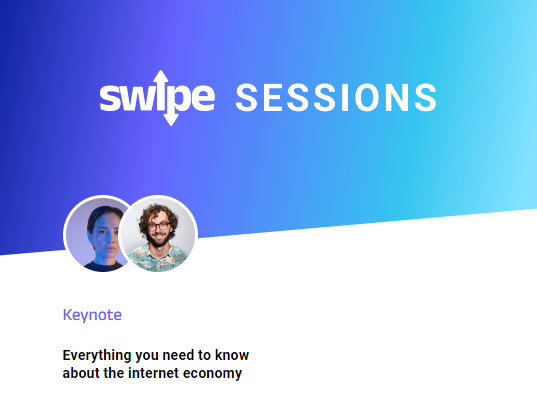 swipe SESSIONS
Keynote
Everything you need to know
about the internet economy